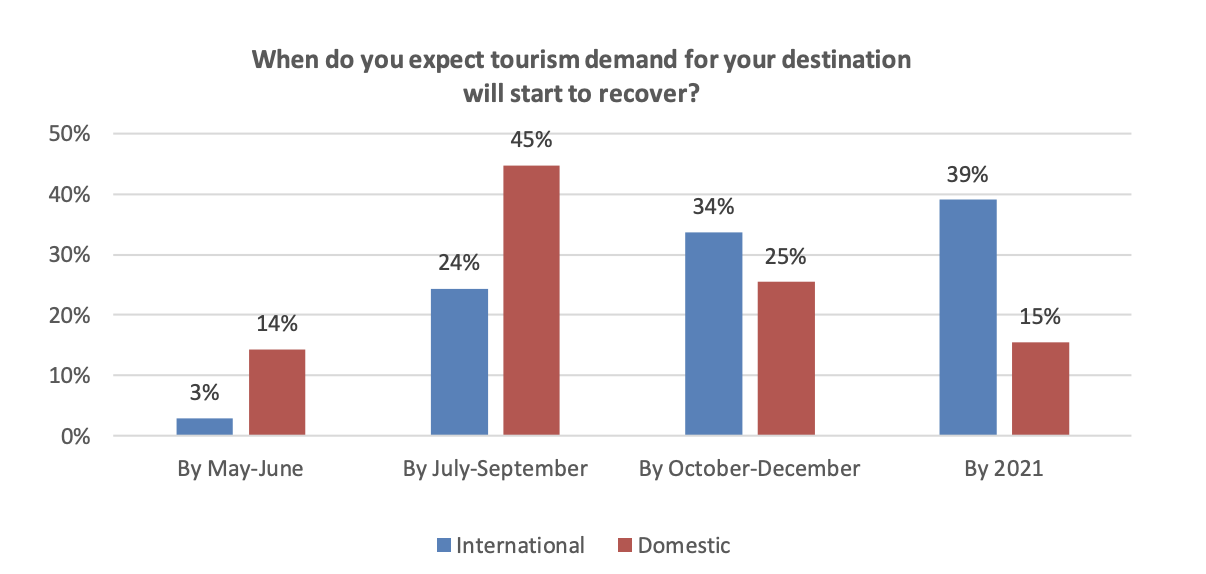 When do you expect tourism demand for your destination
will start to recover?
50%
40%
30%
20%
10%
0%
3%
14%
24%
45%
34%
25%
39%
15%
By May-June
By July-September
By October-December
By 2021
International
Domestic